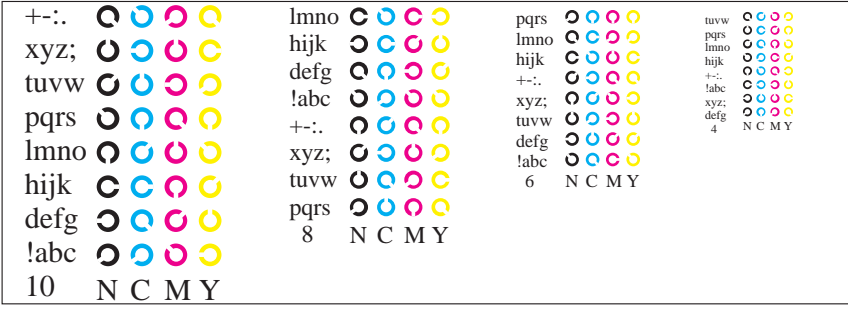 +-:.
xyz;
tuvw
pqrs
lmno
hijk
defg
!abc
10 N C M Y
lmno
hijk
defg
!abc
+-:.
xyz;
tuvw
pqrs
8 N C M Y
pqrs
lmno
hijk
+-:.
xyz;
tuvw
defg
!abc
6 N C M Y
tuvw
pqrs
lmno
hijk
+-:.
!abc
xyz;
defg
4 N C M Y